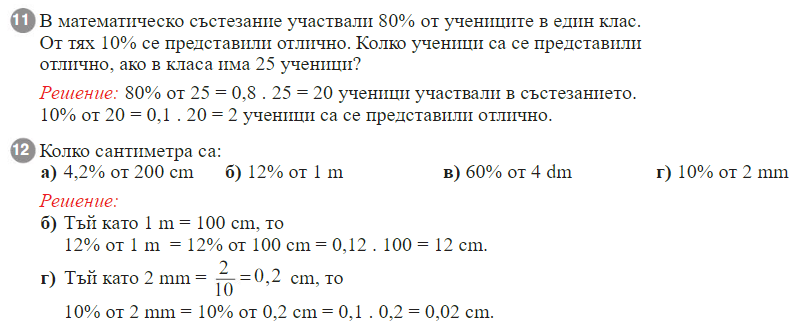 11 В математическо състезание участвали 80% от учениците в един клас.
От тях 10% се представили отлично. Колко ученици са се представили
отлично, ако в класа има 25 ученици?
Решение: 80% от 25 = 0,8 . 25 = 20 ученици участвали в състезанието.
10% от 20 = 0,1 . 20 = 2 ученици са се представили отлично.
12 Колко сантиметра са:
а) 4,2% от 200 cm б) 12% от 1 m в) 60% от 4 dm г) 10% от 2 mm
Решение:
б) Тъй като 1 m = 100 cm, то
12% от 1 m = 12% от 100 cm = 0,12 . 100 = 12 cm.
г) Тъй като 2 mm = 2/10 = 0,2 cm, то
10% от 2 mm = 10% от 0,2 cm = 0,1 . 0,2 = 0,02 cm.